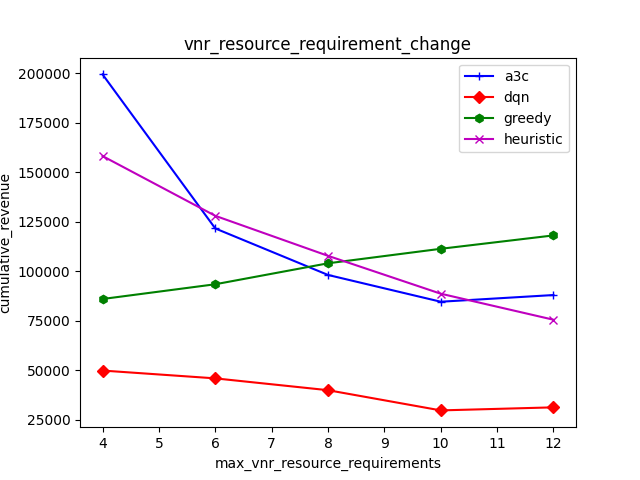 vnr_resource_requirement_change
cumulative_revenue
200000
175000
150000
125000
100000
75000
50000
25000
a3c
dqn
greedy
heuristic
4 5 6 7 8 9 10 11 12
max_vnr_resource_requirements